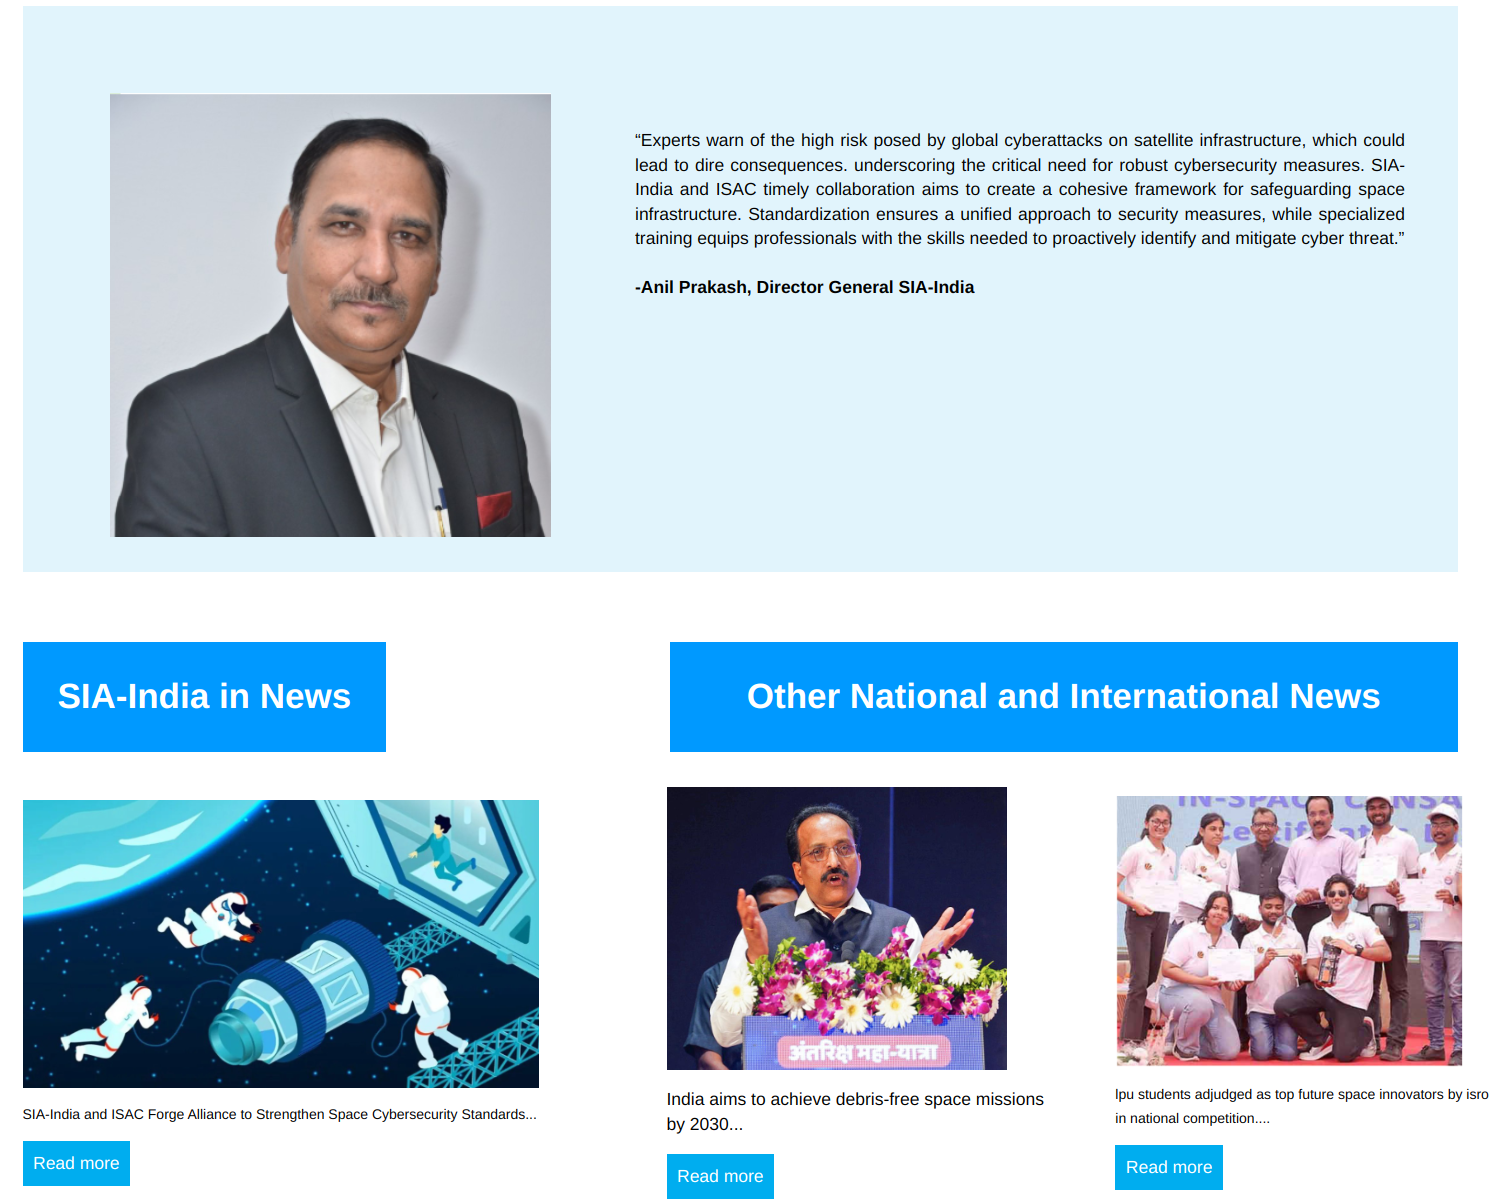 “Experts warn of the high risk posed by global cyberattacks on satellite infrastructure, which could
lead to dire consequences. underscoring the critical need for robust cybersecurity measures. SIA-
India and ISAC timely collaboration aims to create a cohesive framework for safeguarding space
infrastructure. Standardization ensures a unified approach to security measures, while specialized
training equips professionals with the skills needed to proactively identify and mitigate cyber threat.”
-Anil Prakash, Director General SIA-India
SIA-India in News
Other National and International News
अंतरिक्ष महा-यात्रा
SIA-India and ISAC Forge Alliance to Strengthen Space Cybersecurity Standards...
Read more
India aims to achieve debris-free space missions
by 2030...
Read more
lpu students adjudged as top future space innovators by isro
in national competition....
Read more